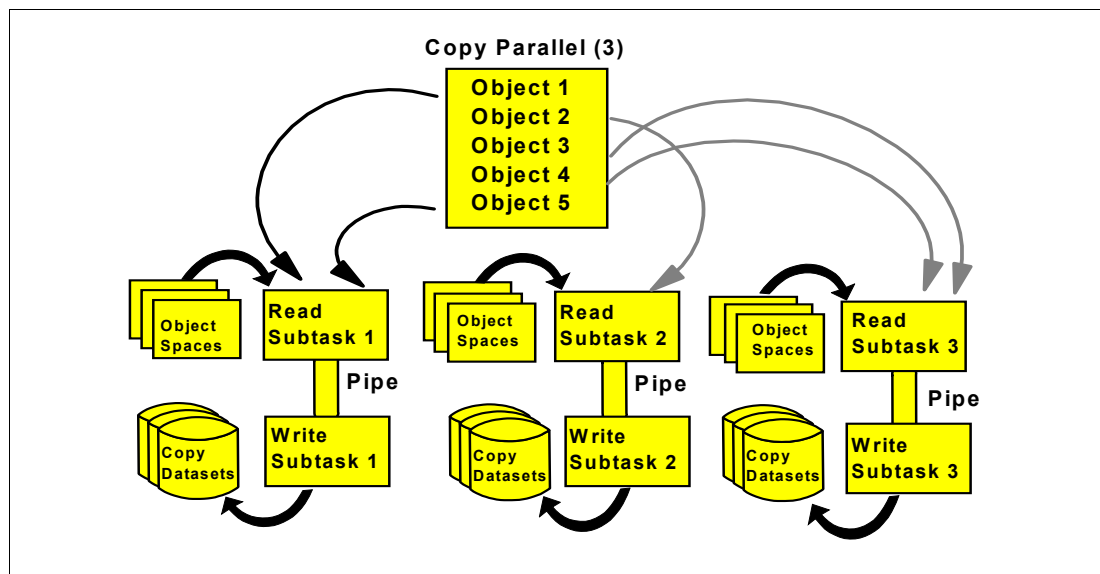 Copy Parallel (3)
Object 1
Object 2
Object 3
Object 4
Object 5
Object
Spaces
Read
Subtask 1
Pipe
Copy
Datasets
Write
Subtask 1
Object
Spaces
Read
Subtask 2
Pipe
Copy
Datasets
Write
Subtask 2
Object
Spaces
Read
Subtask 3
Pipe
Copy
Datasets
Write
Subtask 3